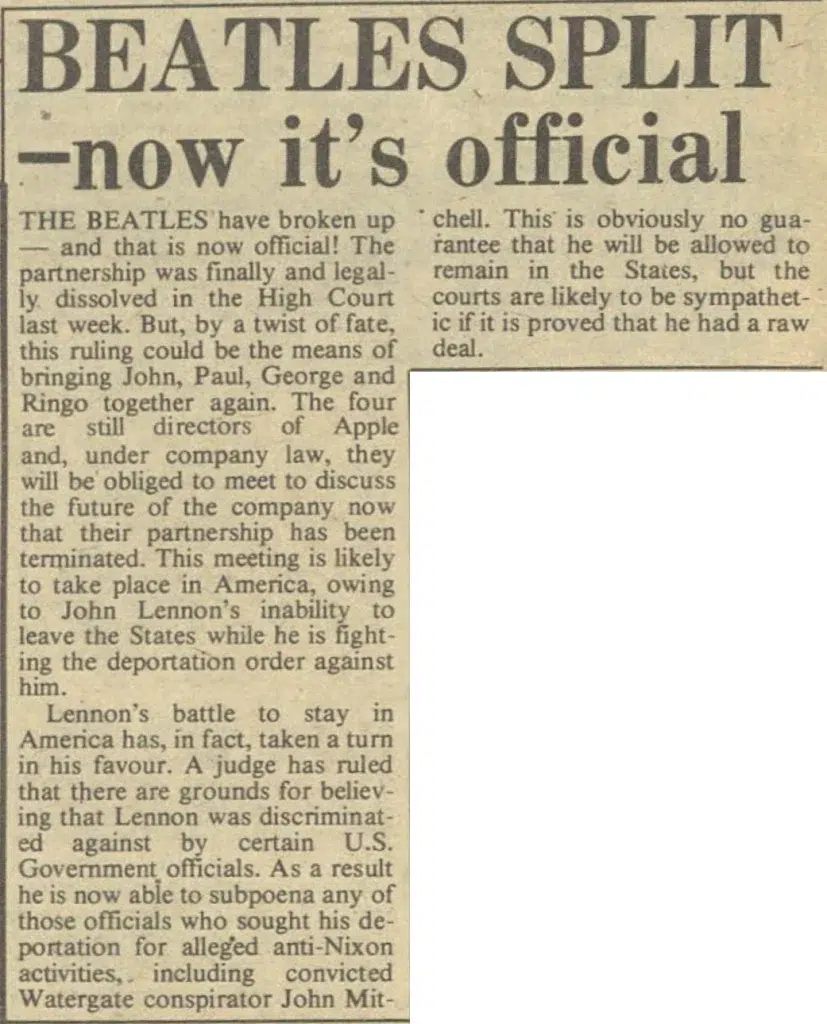 BEATLES SPLIT
—now it's official
THE BEATLES have broken up
— and that is now official! The
partnership was finally and legal-
ly dissolved in the High Court
last week. But, by a twist of fate,
this ruling could be the means of
bringing John, Paul, George and
Ringo together again. The four
are still directors of Apple
and, under company law, they
will be obliged to meet to discuss
the future of the company now
that their partnership has been
terminated. This meeting is likely
to take place in America, owing
to John Lennon's inability to
leave the States while he is fight-
ing the deportation order against
him.
Lennon's battle to stay in
America has, in fact, taken a turn
in his favour. A judge has ruled
that there are grounds for believ-
ing that Lennon was discriminat-
ed against by certain U.S.
Government officials. As a result
he is now able to subpoena any of
those officials who sought his de-
portation for alleged anti-Nixon
activities, including convicted
Watergate conspirator John Mit-
chell. This is obviously no gua-
rantee that he will be allowed to
remain in the States, but the
courts are likely to be sympathet-
ic if it is proved that he had a raw
deal.